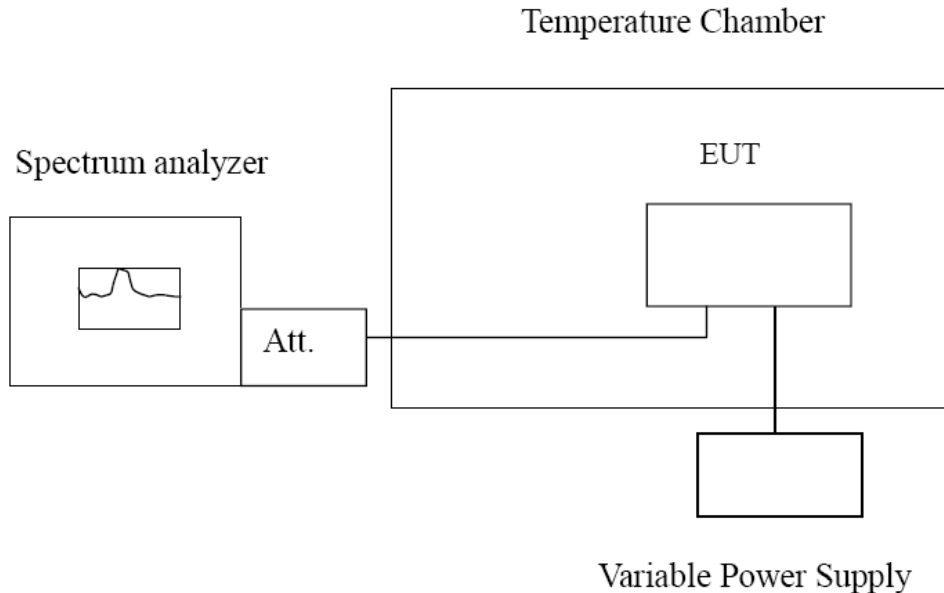 Temperature Chamber
EUT
Spectrum analyzer
Att.
Variable Power Supply